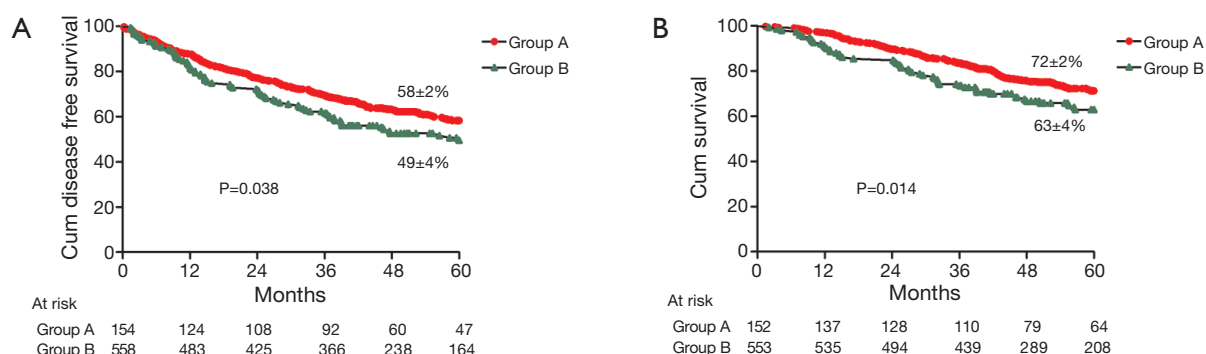 A
Cum disease free survival
100
80
60
40
20
0
Group A
Group B
58±2%
49±4%
P=0.038
0 12 24 36 48 60
Months
At risk
Group A 154 124 108 92 60 47
Group B 558 483 425 366 238 164
B
Cum survival
100
80
60
40
20
0
Group A
Group B
72±2%
63±4%
P=0.014
0 12 24 36 48 60
Months
At risk
Group A 152 137 128 110 79 64
Group B 553 535 494 439 289 208